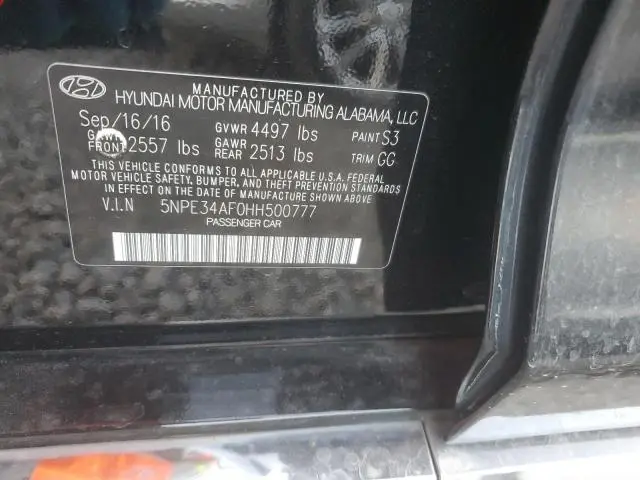 MANUFACTURED BY
HYUNDAI MOTOR MANUFACTURING ALABAMA, LLC
Sep/16/16 GVWR 4497 lbs PAINT S3
GAWR FRONT 2557 lbs GAWR REAR 2513 lbs TRIM GG
THIS VEHICLE CONFORMS TO ALL APPLICABLE U.S.A. FEDERAL
MOTOR VEHICLE SAFETY, BUMPER, AND THEFT PREVENTION STANDARDS
IN EFFECT ON THE DATE OF MANUFACTURE SHOWN ABOVE
V.I.N 5NPE34AF0HH500777
PASSENGER CAR